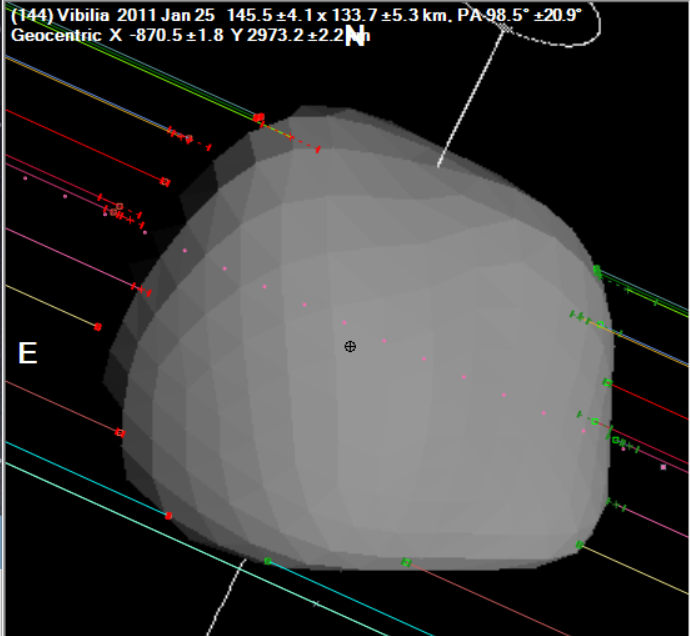 (144) Vibilia 2011 Jan 25 145.5 ±4.1 x 133.7 ±5.3 km, PA-98.5° ±20.9°
Geocentric X -870.5 ±1.8 Y 2973.2 ±2.2
N
E